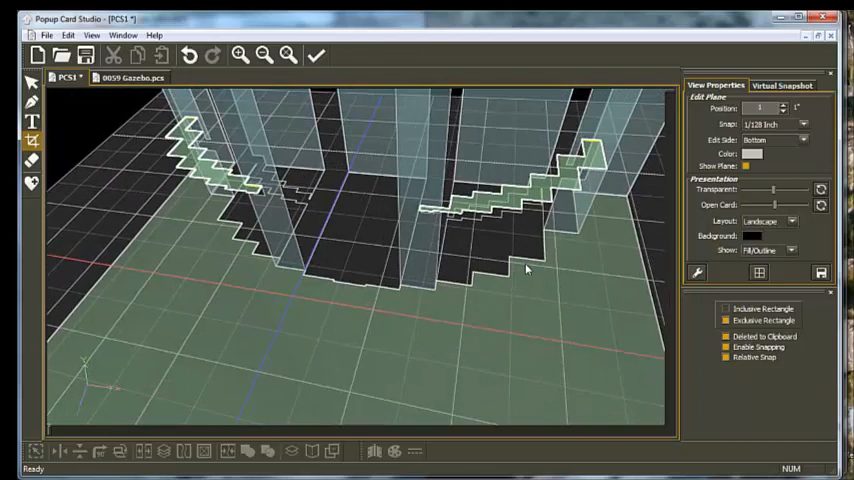 Popup Card Studio - [PCS1 *]
File Edit View Window Help
PCS1 * 0059 Gazebo.pcs
View Properties Virtual Snapshot
Edit Plane
Position: 1 1"
Snap: 1/128 Inch
Edit Side: Bottom
Color:
Show Plane:
Presentation
Transparent:
Open Card:
Layout: Landscape
Background:
Show: Fill/Outline
Inclusive Rectangle
Exclusive Rectangle
Deleted to Clipboard
Enable Snapping
Relative Snap
Y
Ready NUM